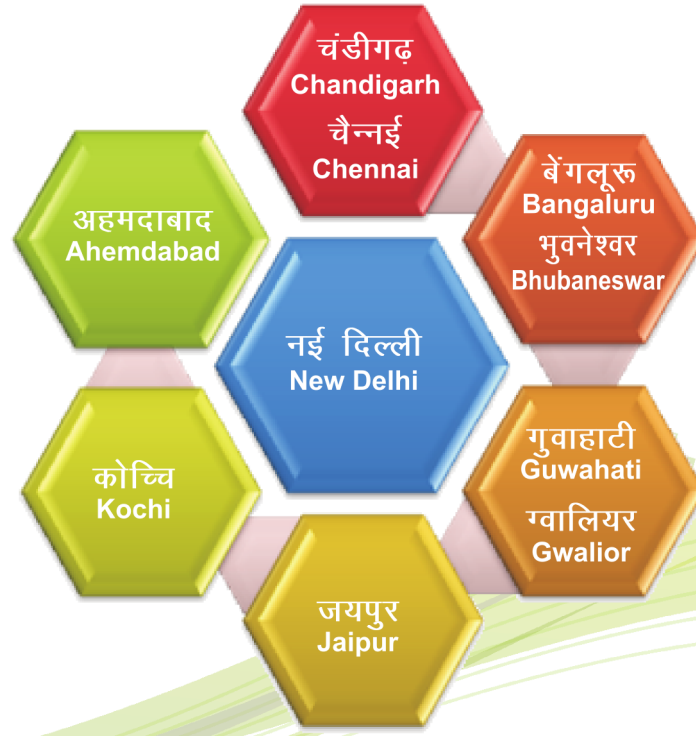 चंडीगढ़
Chandigarh
चैन्नई
Chennai
बेंगलूरू
Bangaluru
भुवनेश्वर
Bhubaneswar
अहमदाबाद
Ahemdabad
नई दिल्ली
New Delhi
गुवाहाटी
Guwahati
ग्वालियर
Gwalior
कोच्चि
Kochi
जयपुर
Jaipur